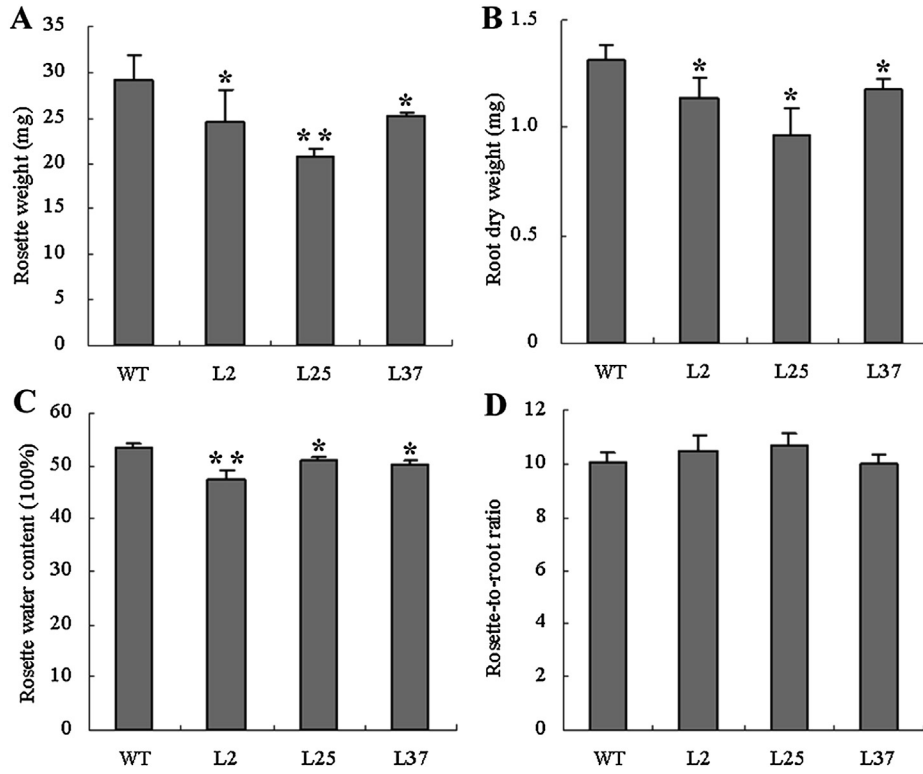 A
Rosette weight (mg)
35
30
25
20
15
10
5
0
*
* *
*
WT L2 L25 L37
B
Root dry weight (mg)
1.5
1.0
0.5
0
*
*
*
WT L2 L25 L37
C
Rosette water content (100%)
60
50
40
30
20
10
0
* *
*
*
WT L2 L25 L37
D
Rosette-to-root ratio
12
10
8
6
4
2
0
WT L2 L25 L37